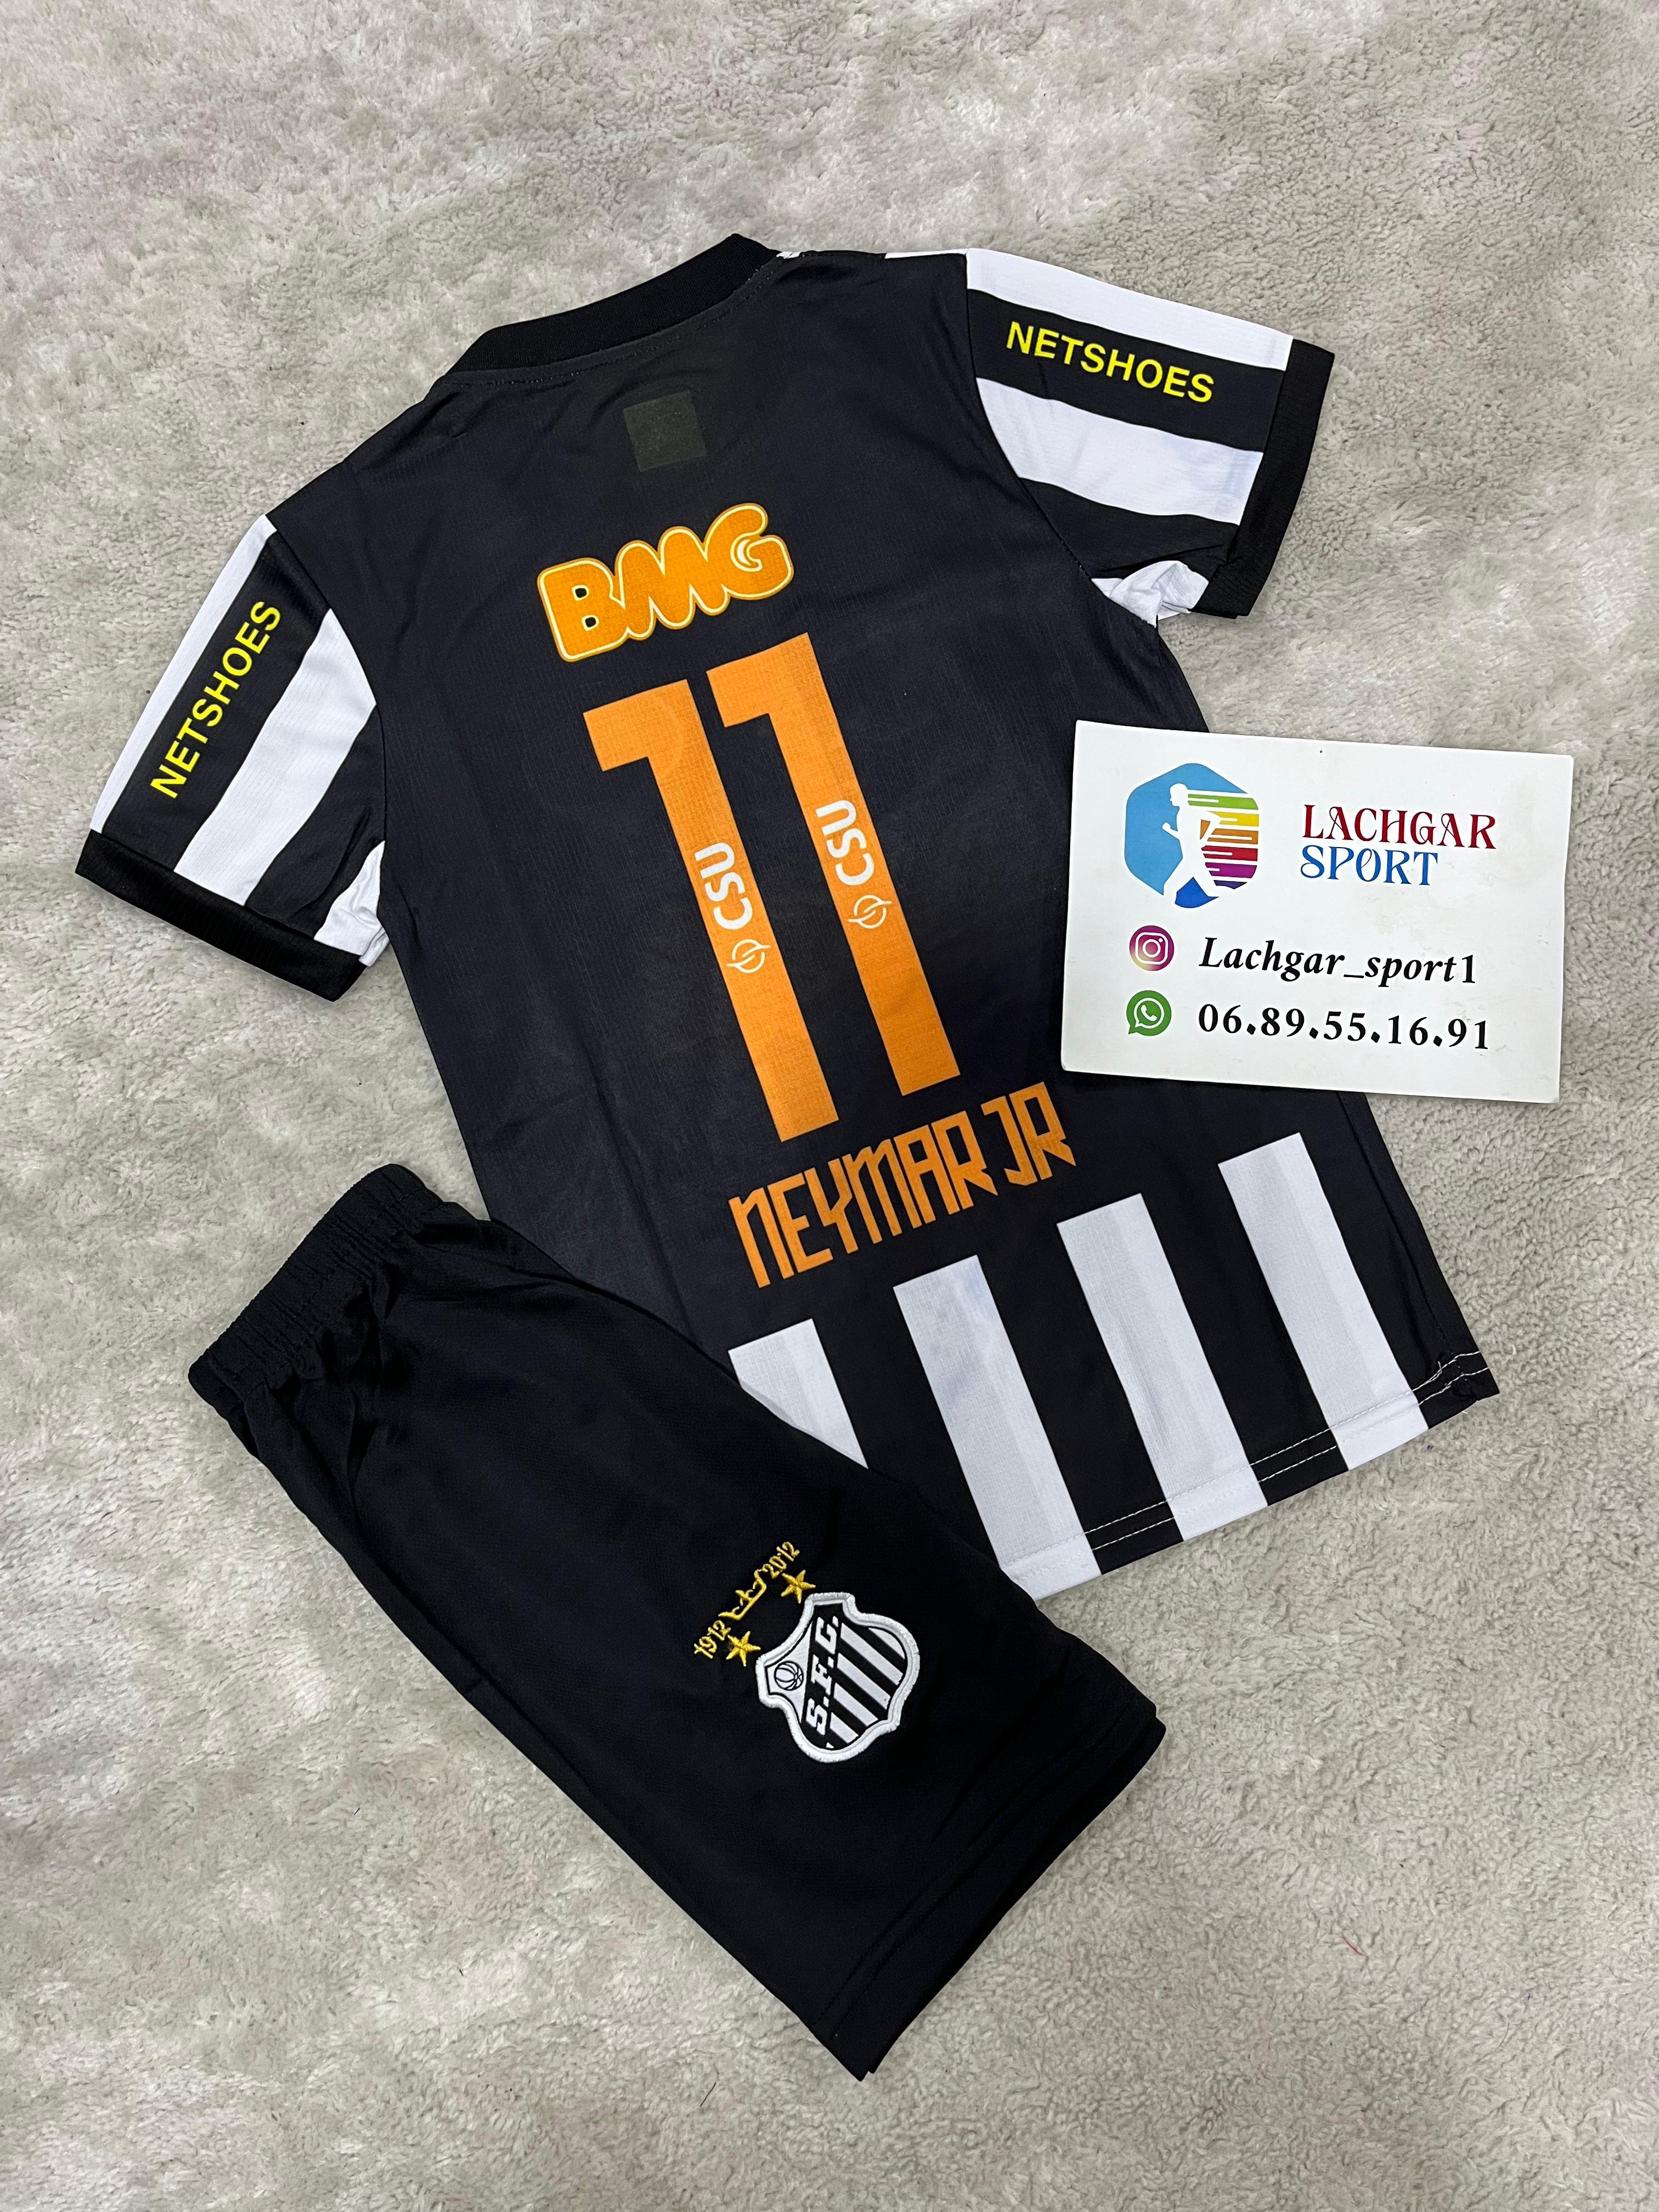 NETSHOES
BMG
NETSHOES
11
CSU
CSU
NEYMAR JR
LACHGAR
SPORT
Lachgar_sport1
06.89.55.16.91
1912 2012
S.F.C.